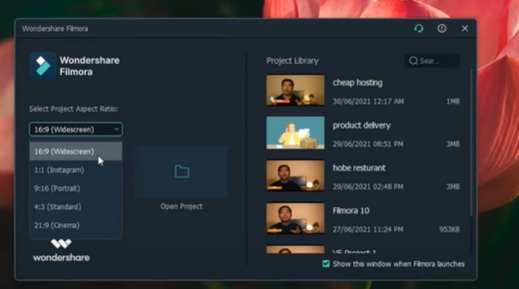 Wondershare Filmora
Wondershare
Filmora
Select Project Aspect Ratio:
16:9 (Widescreen)
16:9 (Widescreen)
1:1 (Instagram)
9:16 (Portrait)
4:3 (Standard)
21:9 (Cinema)
wondershare
Open Project
Project Library
Sear...
cheap hosting
30/06/2021 12:17 AM 1MB
product delivery
29/06/2021 08:51 PM 3MB
hobe resturant
29/06/2021 02:48 PM 3MB
Filmora 10
27/06/2021 11:24 PM 953KB
Show this window when Filmora launches